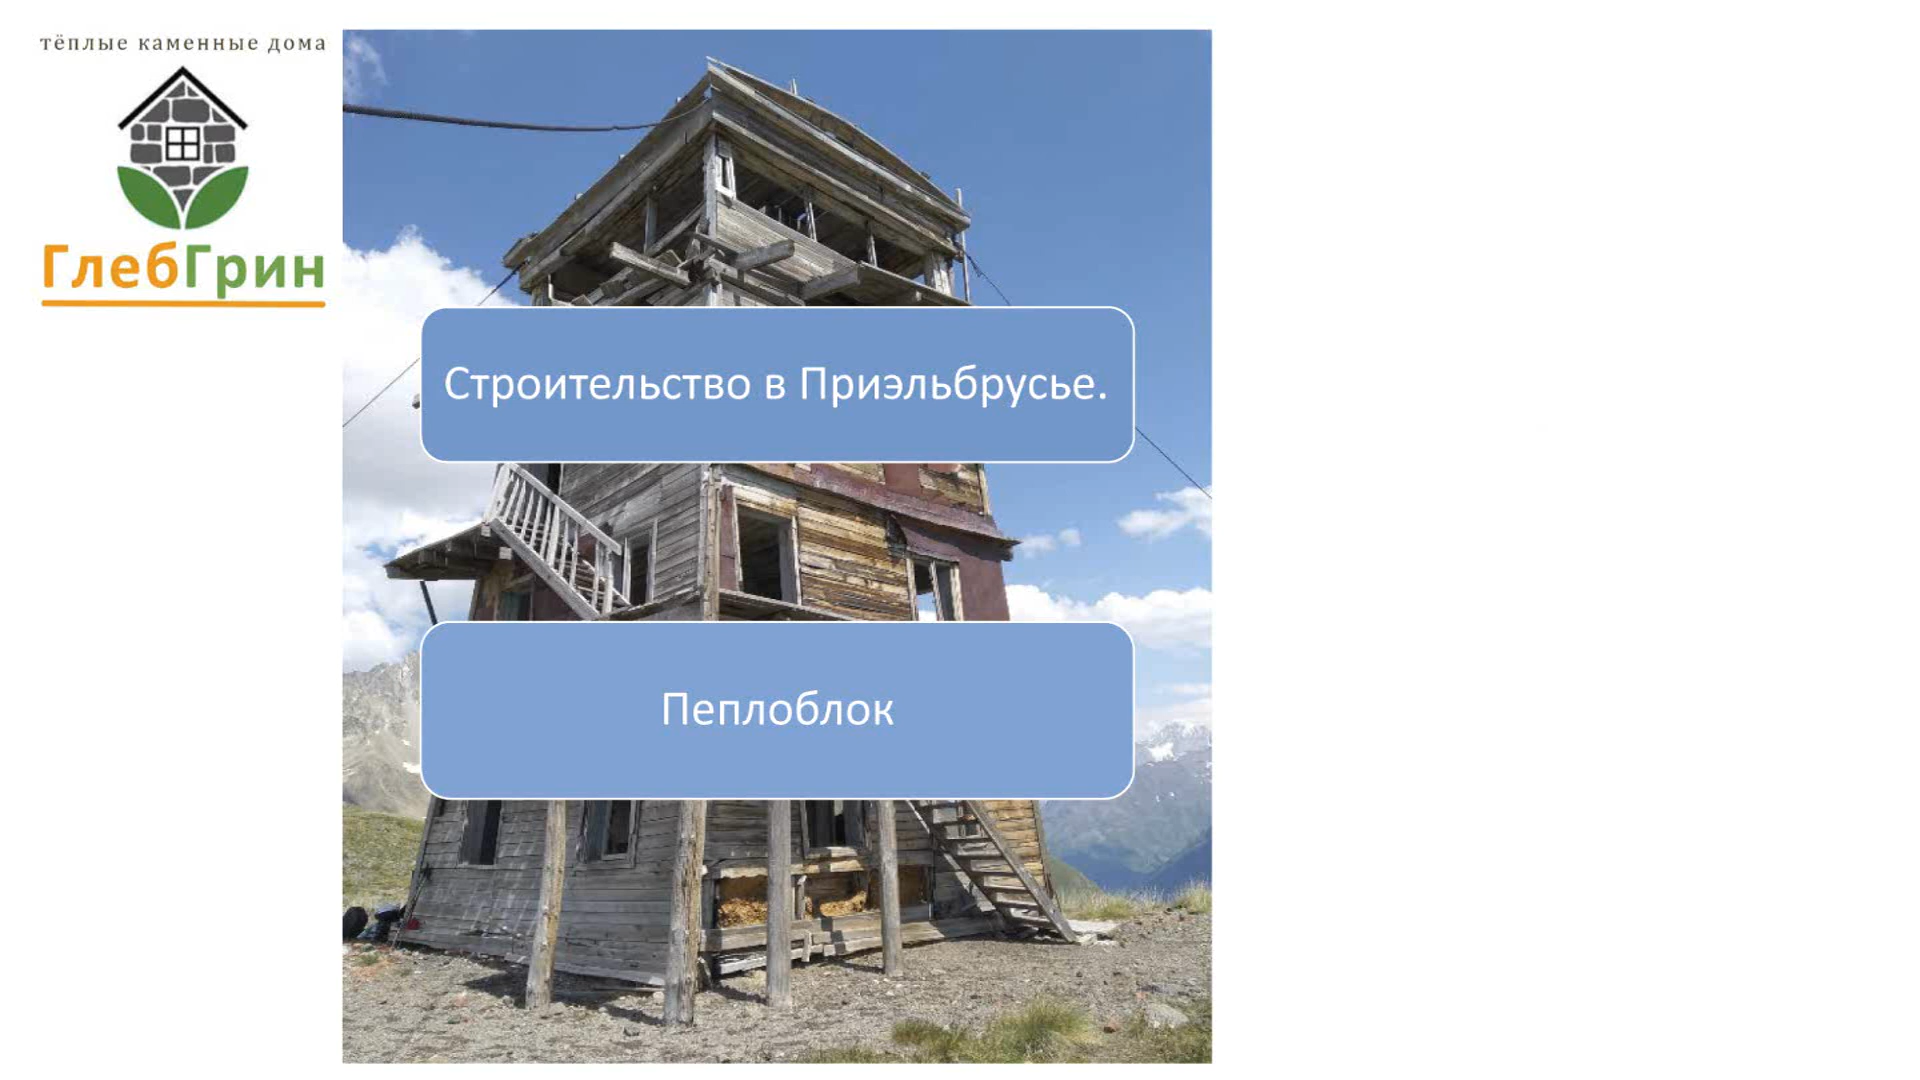 тёплые каменные дома
ГлебГрин
Строительство в Приэльбрусье.
Пеплоблок